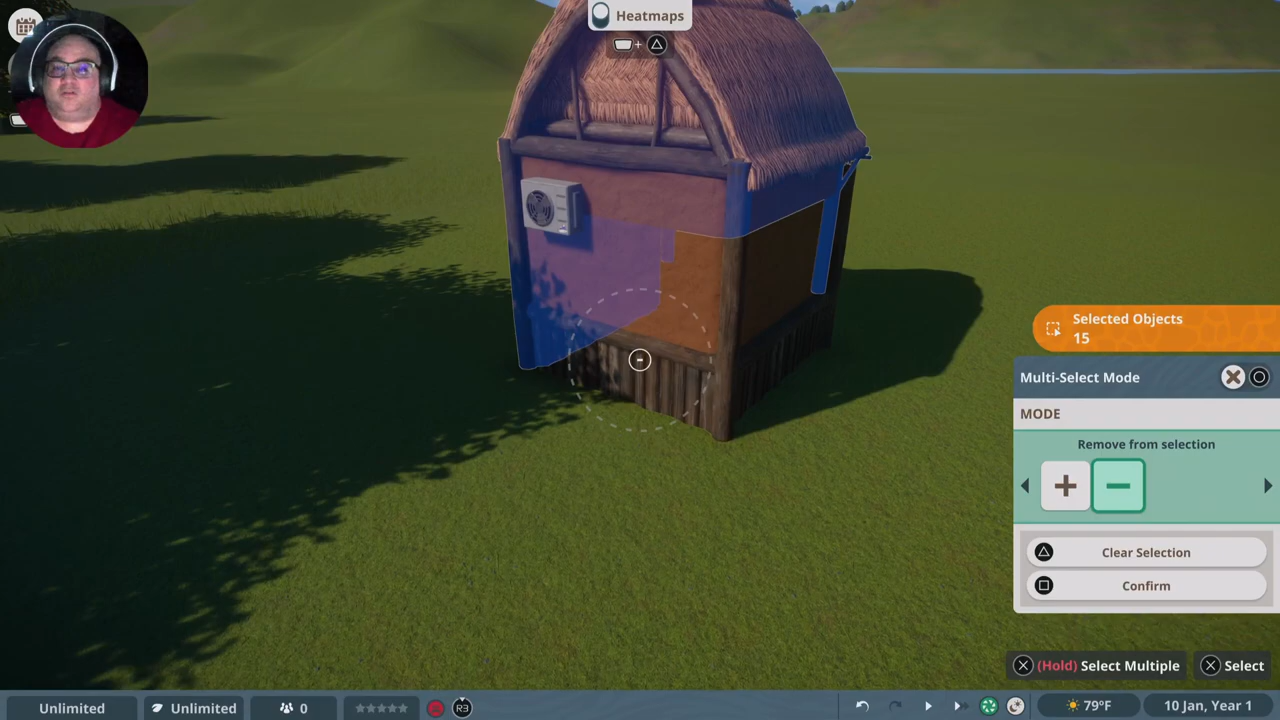 Heatmaps
+
Selected Objects
15
Multi-Select Mode
MODE
Remove from selection
Clear Selection
Confirm
(Hold) Select Multiple
Select
Unlimited
Unlimited
0
R3
79°F
10 Jan, Year 1